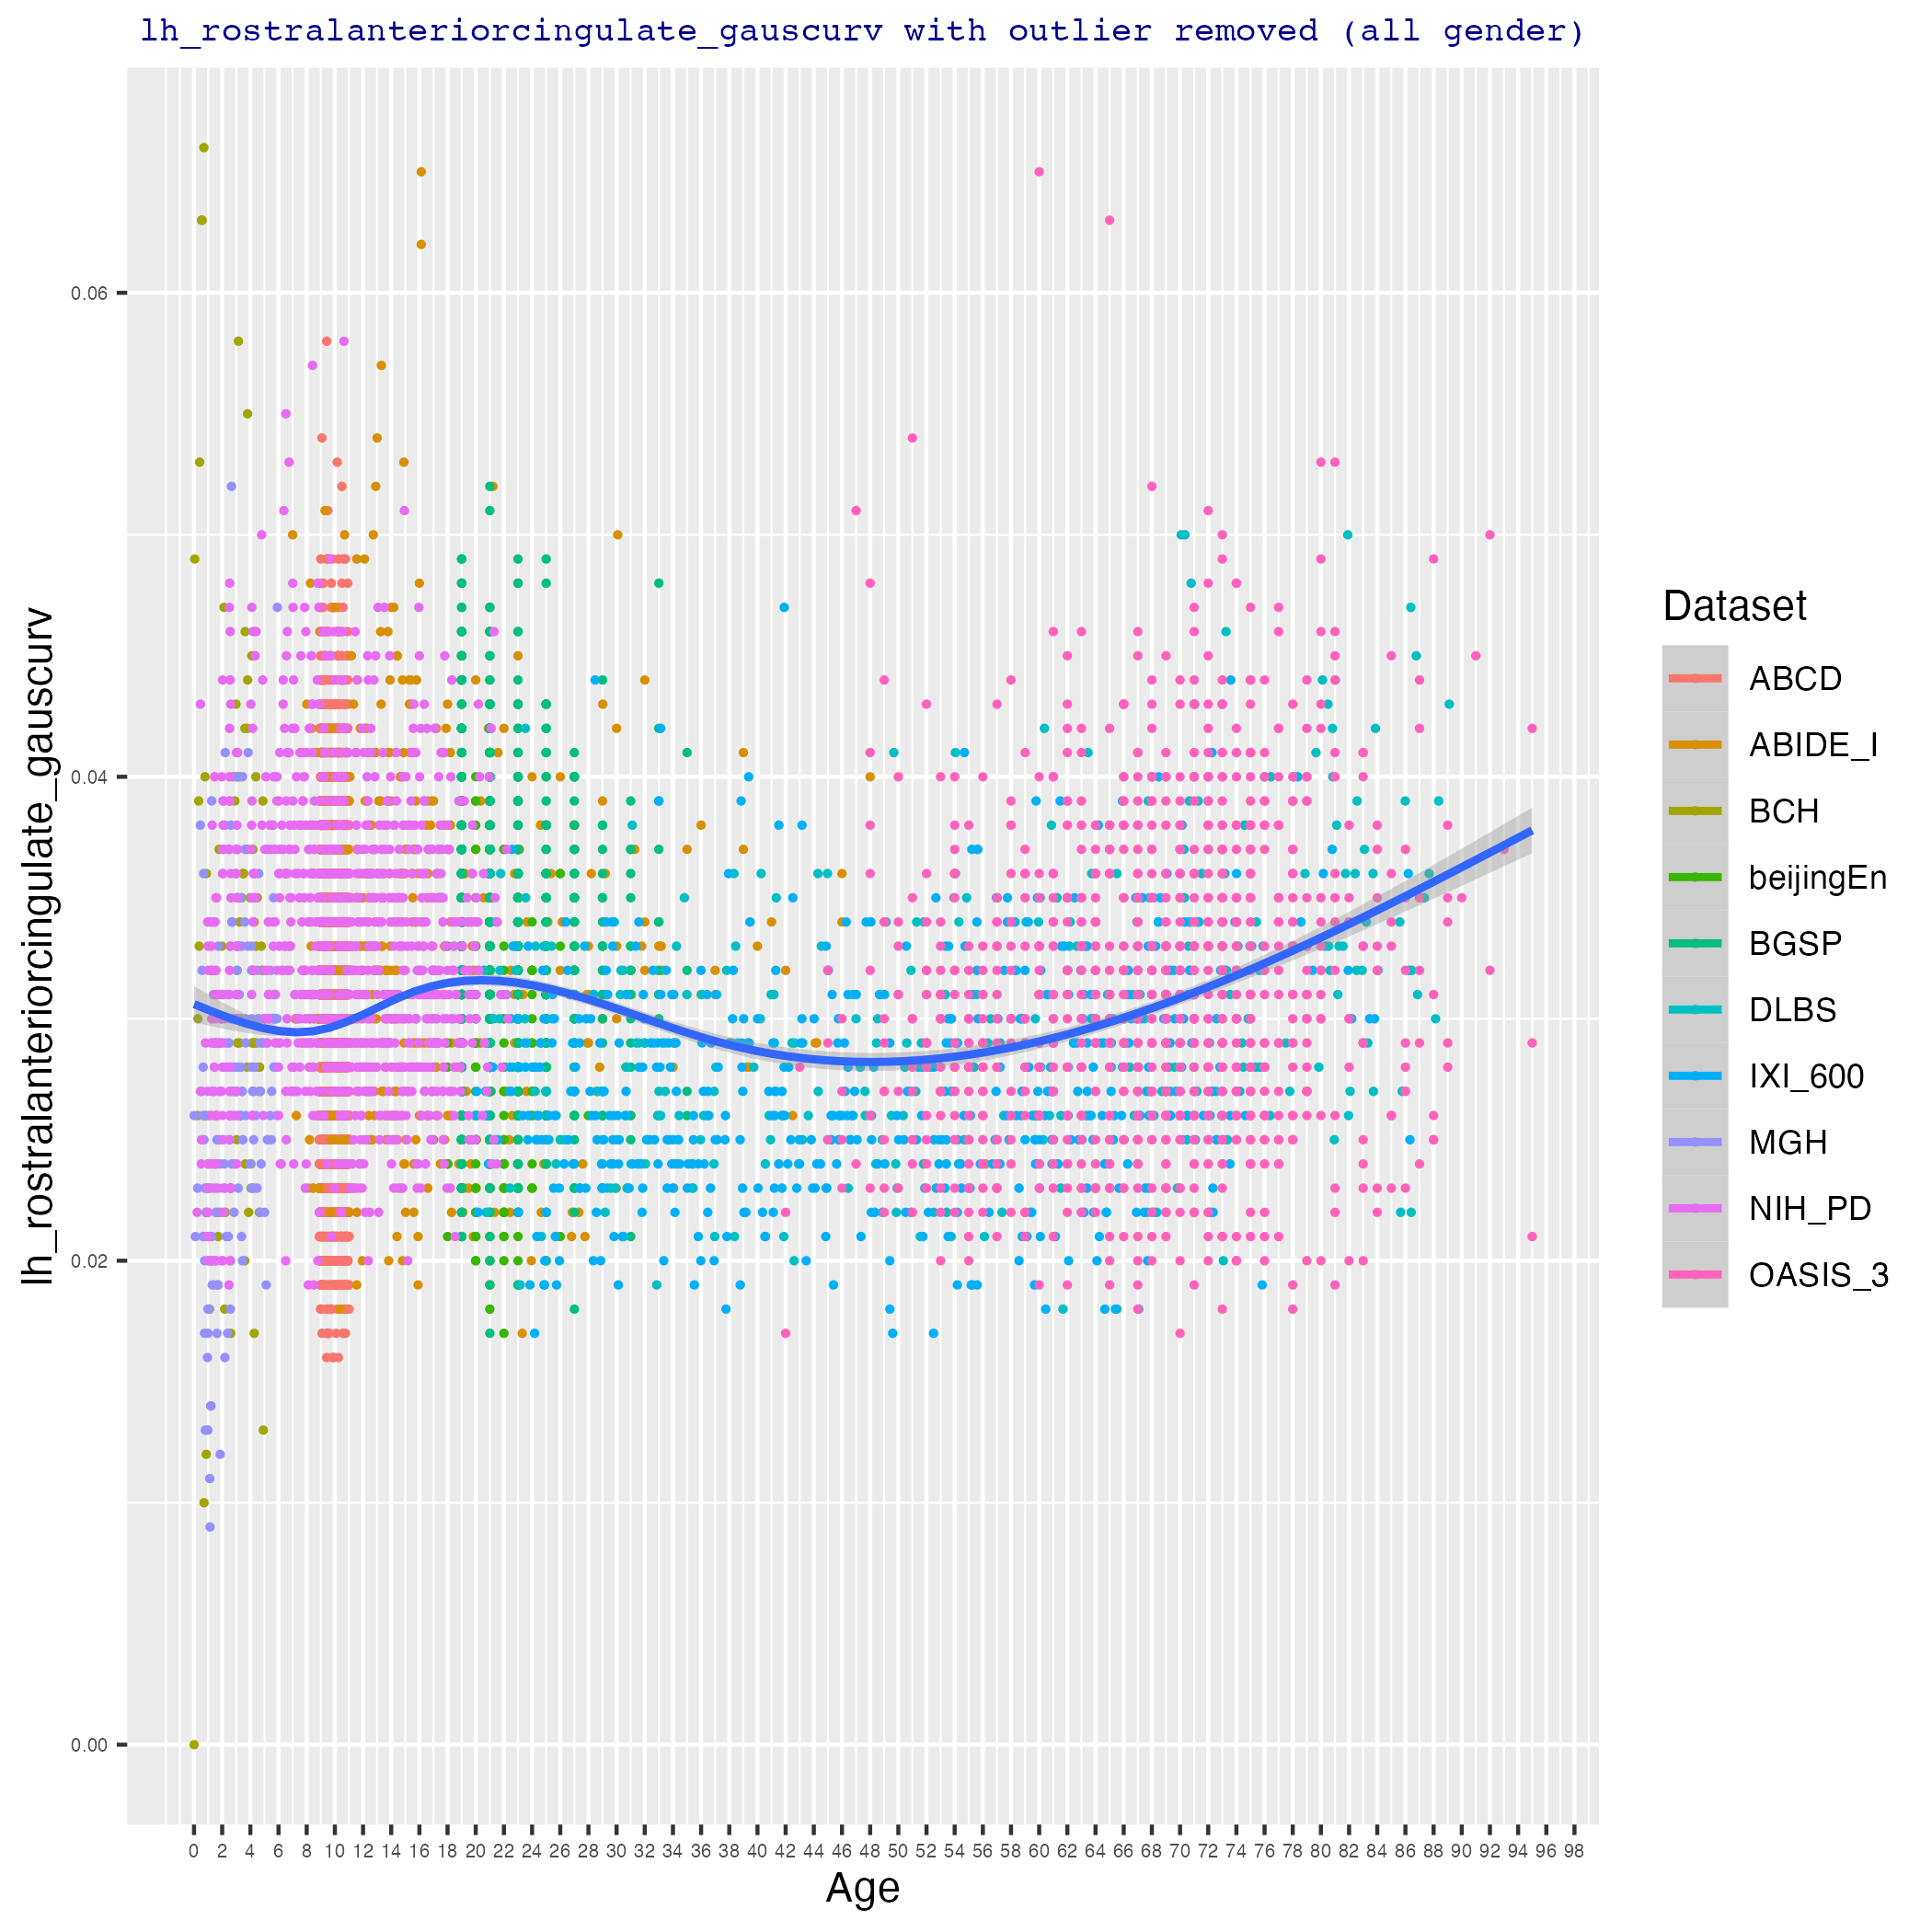 lh_rostralanteriorcingulate_gauscurv with outlier removed (all gender)
lh_rostralanteriorcingulate_gauscurv
0.06
0.04
0.02
0.00
0 2 4 6 8 10 12 14 16 18 20 22 24 26 28 30 32 34 36 38 40 42 44 46 48 50 52 54 56 58 60 62 64 66 68 70 72 74 76 78 80 82 84 86 88 90 92 94 96 98
Age
Dataset
ABCD
ABIDE_I
BCH
beijingEn
BGSP
DLBS
IXI_600
MGH
NIH_PD
OASIS_3